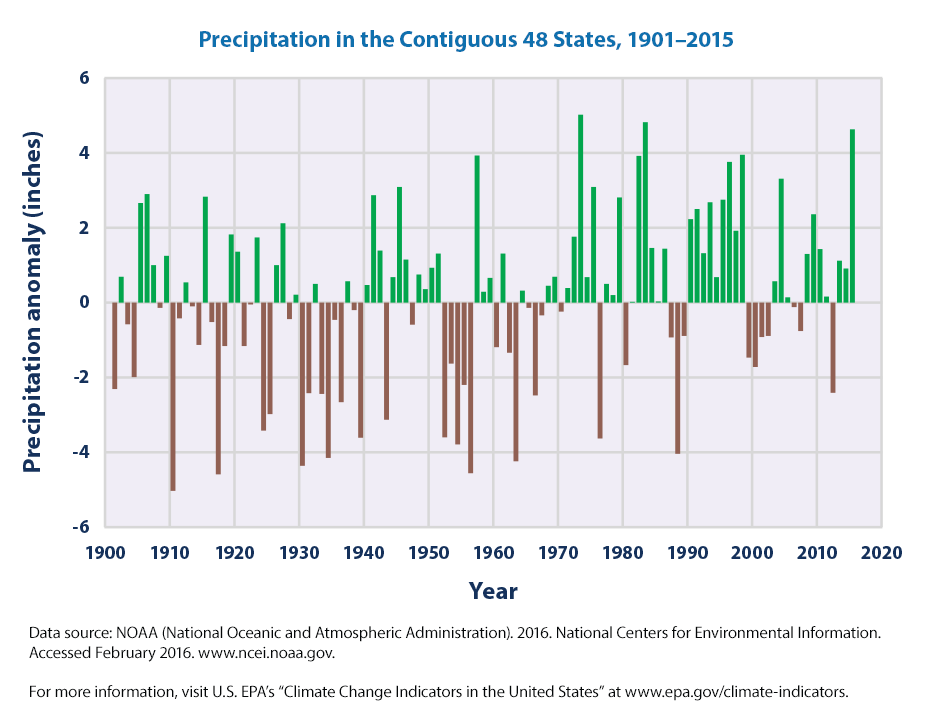 Precipitation in the Contiguous 48 States, 1901–2015
Precipitation anomaly (inches)
6
4
2
0
-2
-4
-6
1900 1910 1920 1930 1940 1950 1960 1970 1980 1990 2000 2010 2020
Year
Data source: NOAA (National Oceanic and Atmospheric Administration). 2016. National Centers for Environmental Information.
Accessed February 2016. www.ncei.noaa.gov.
For more information, visit U.S. EPA’s “Climate Change Indicators in the United States” at www.epa.gov/climate-indicators.